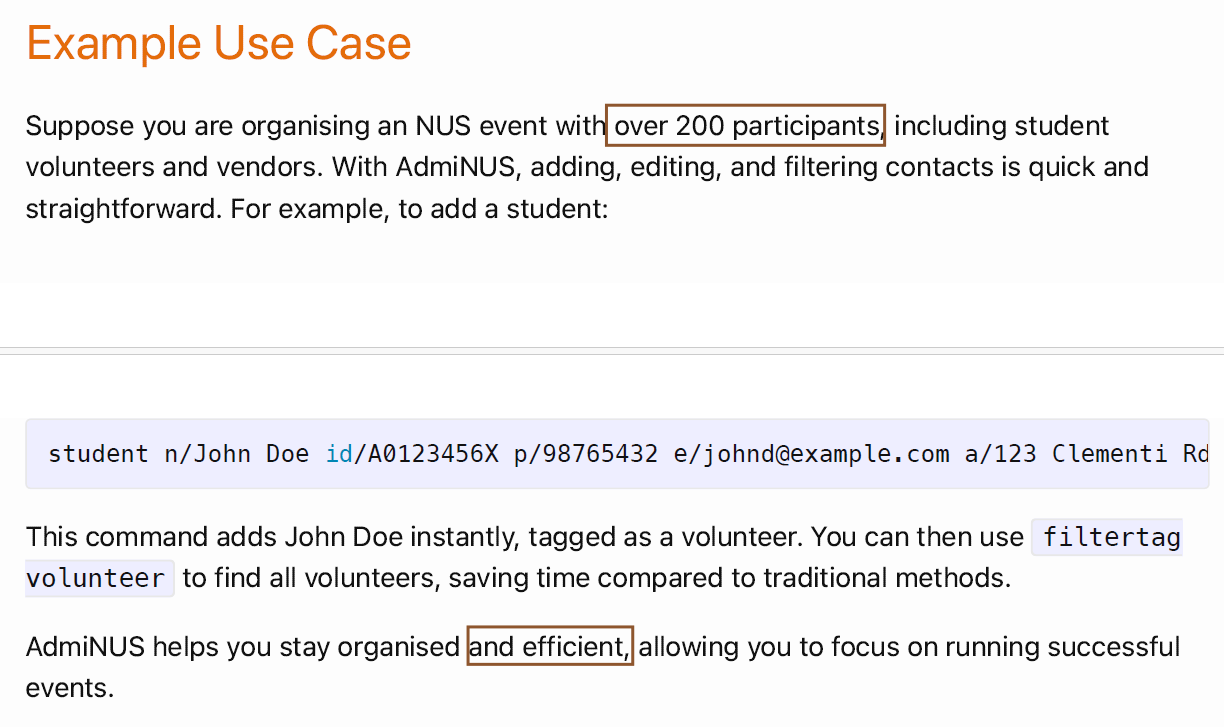 Example Use Case
Suppose you are organising an NUS event with over 200 participants, including student
volunteers and vendors. With AdmiNUS, adding, editing, and filtering contacts is quick and
straightforward. For example, to add a student:
student n/John Doe id/A0123456X p/98765432 e/johnd@example.com a/123 Clementi Rd
This command adds John Doe instantly, tagged as a volunteer. You can then use filtertag
volunteer to find all volunteers, saving time compared to traditional methods.
AdmiNUS helps you stay organised and efficient, allowing you to focus on running successful
events.